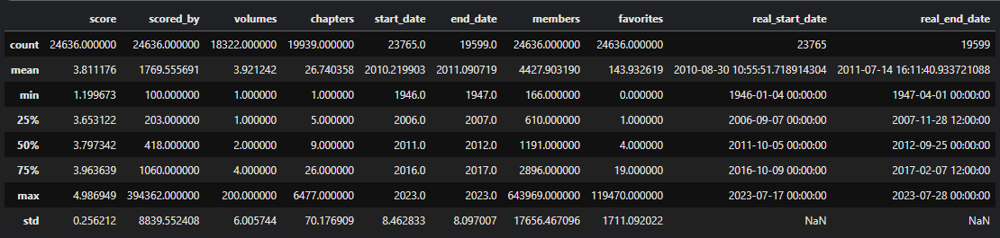 score scored_by volumes chapters start_date end_date members favorites real_start_date real_end_date
count 24636.000000 24636.000000 18322.000000 19939.000000 23765.0 19599.0 24636.000000 24636.000000 23765 19599
mean 3.811176 1769.555691 3.921242 26.740358 2010.219903 2011.090719 4427.903190 143.932619 2010-08-30 10:55:51.718914304 2011-07-14 16:11:40.933721088
min 1.199673 100.000000 1.000000 1.000000 1946.0 1947.0 166.000000 0.000000 1946-01-04 00:00:00 1947-04-01 00:00:00
25% 3.653122 203.000000 1.000000 5.000000 2006.0 2007.0 610.000000 1.000000 2006-09-07 00:00:00 2007-11-28 12:00:00
50% 3.797342 418.000000 2.000000 9.000000 2011.0 2012.0 1191.000000 4.000000 2011-10-05 00:00:00 2012-09-25 00:00:00
75% 3.963639 1060.000000 4.000000 26.000000 2016.0 2017.0 2896.000000 19.000000 2016-10-09 00:00:00 2017-02-07 12:00:00
max 4.986949 394362.000000 200.000000 6477.000000 2023.0 2023.0 643969.000000 119470.000000 2023-07-17 00:00:00 2023-07-28 00:00:00
std 0.256212 8839.552408 6.005744 70.176909 8.462833 8.097007 17656.467096 1711.092022 NaN NaN